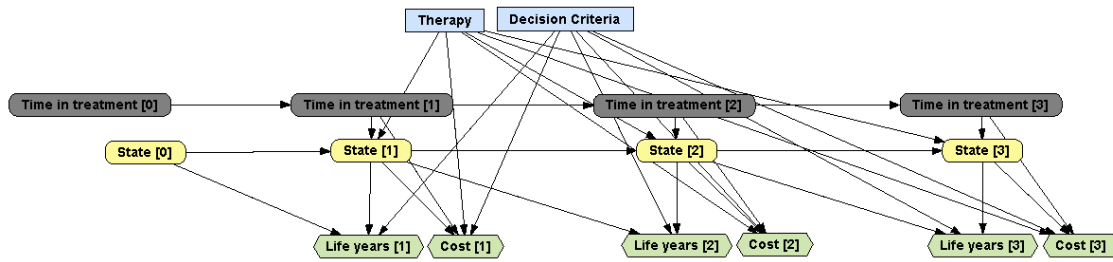 Therapy
Decision Criteria
Time in treatment [0]
Time in treatment [1]
Time in treatment [2]
Time in treatment [3]
State [0]
State [1]
State [2]
State [3]
Life years [1]
Cost [1]
Life years [2]
Cost [2]
Life years [3]
Cost [3]